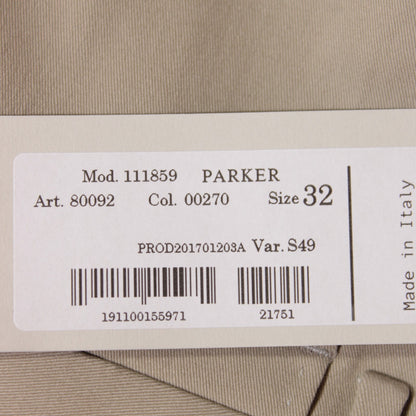 Mod. 111859 PARKER
Art. 80092 Col. 00270 Size 32
PROD201701203A Var. S49
191100155971 21751
Made in Italy